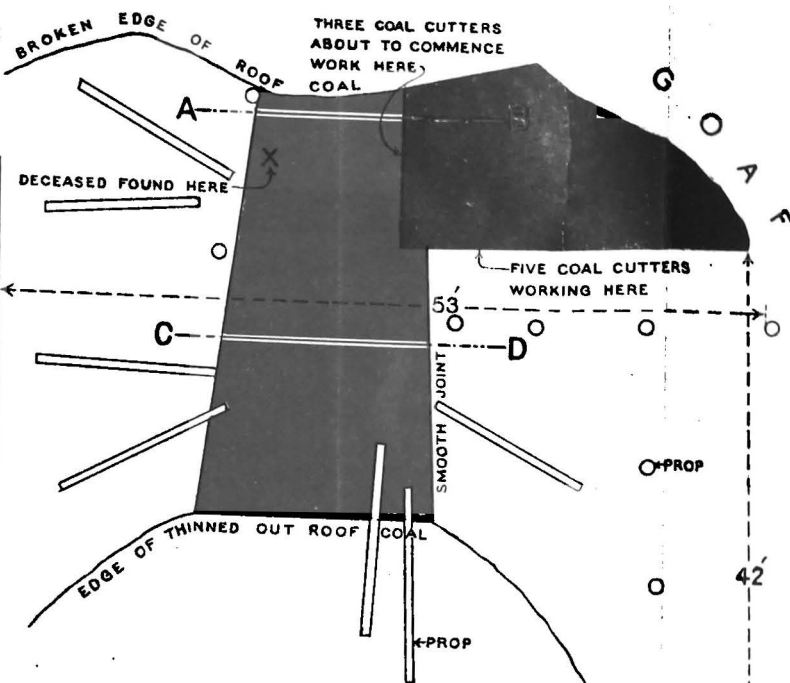 BROKEN EDGE OF ROOF COAL
THREE COAL CUTTERS
ABOUT TO COMMENCE
WORK HERE
GOAF
A
DECEASED FOUND HERE
X
FIVE COAL CUTTERS
WORKING HERE
53'
C
D
SMOOTH JOINT
PROP
EDGE OF THINNED OUT ROOF COAL
42'
PROP